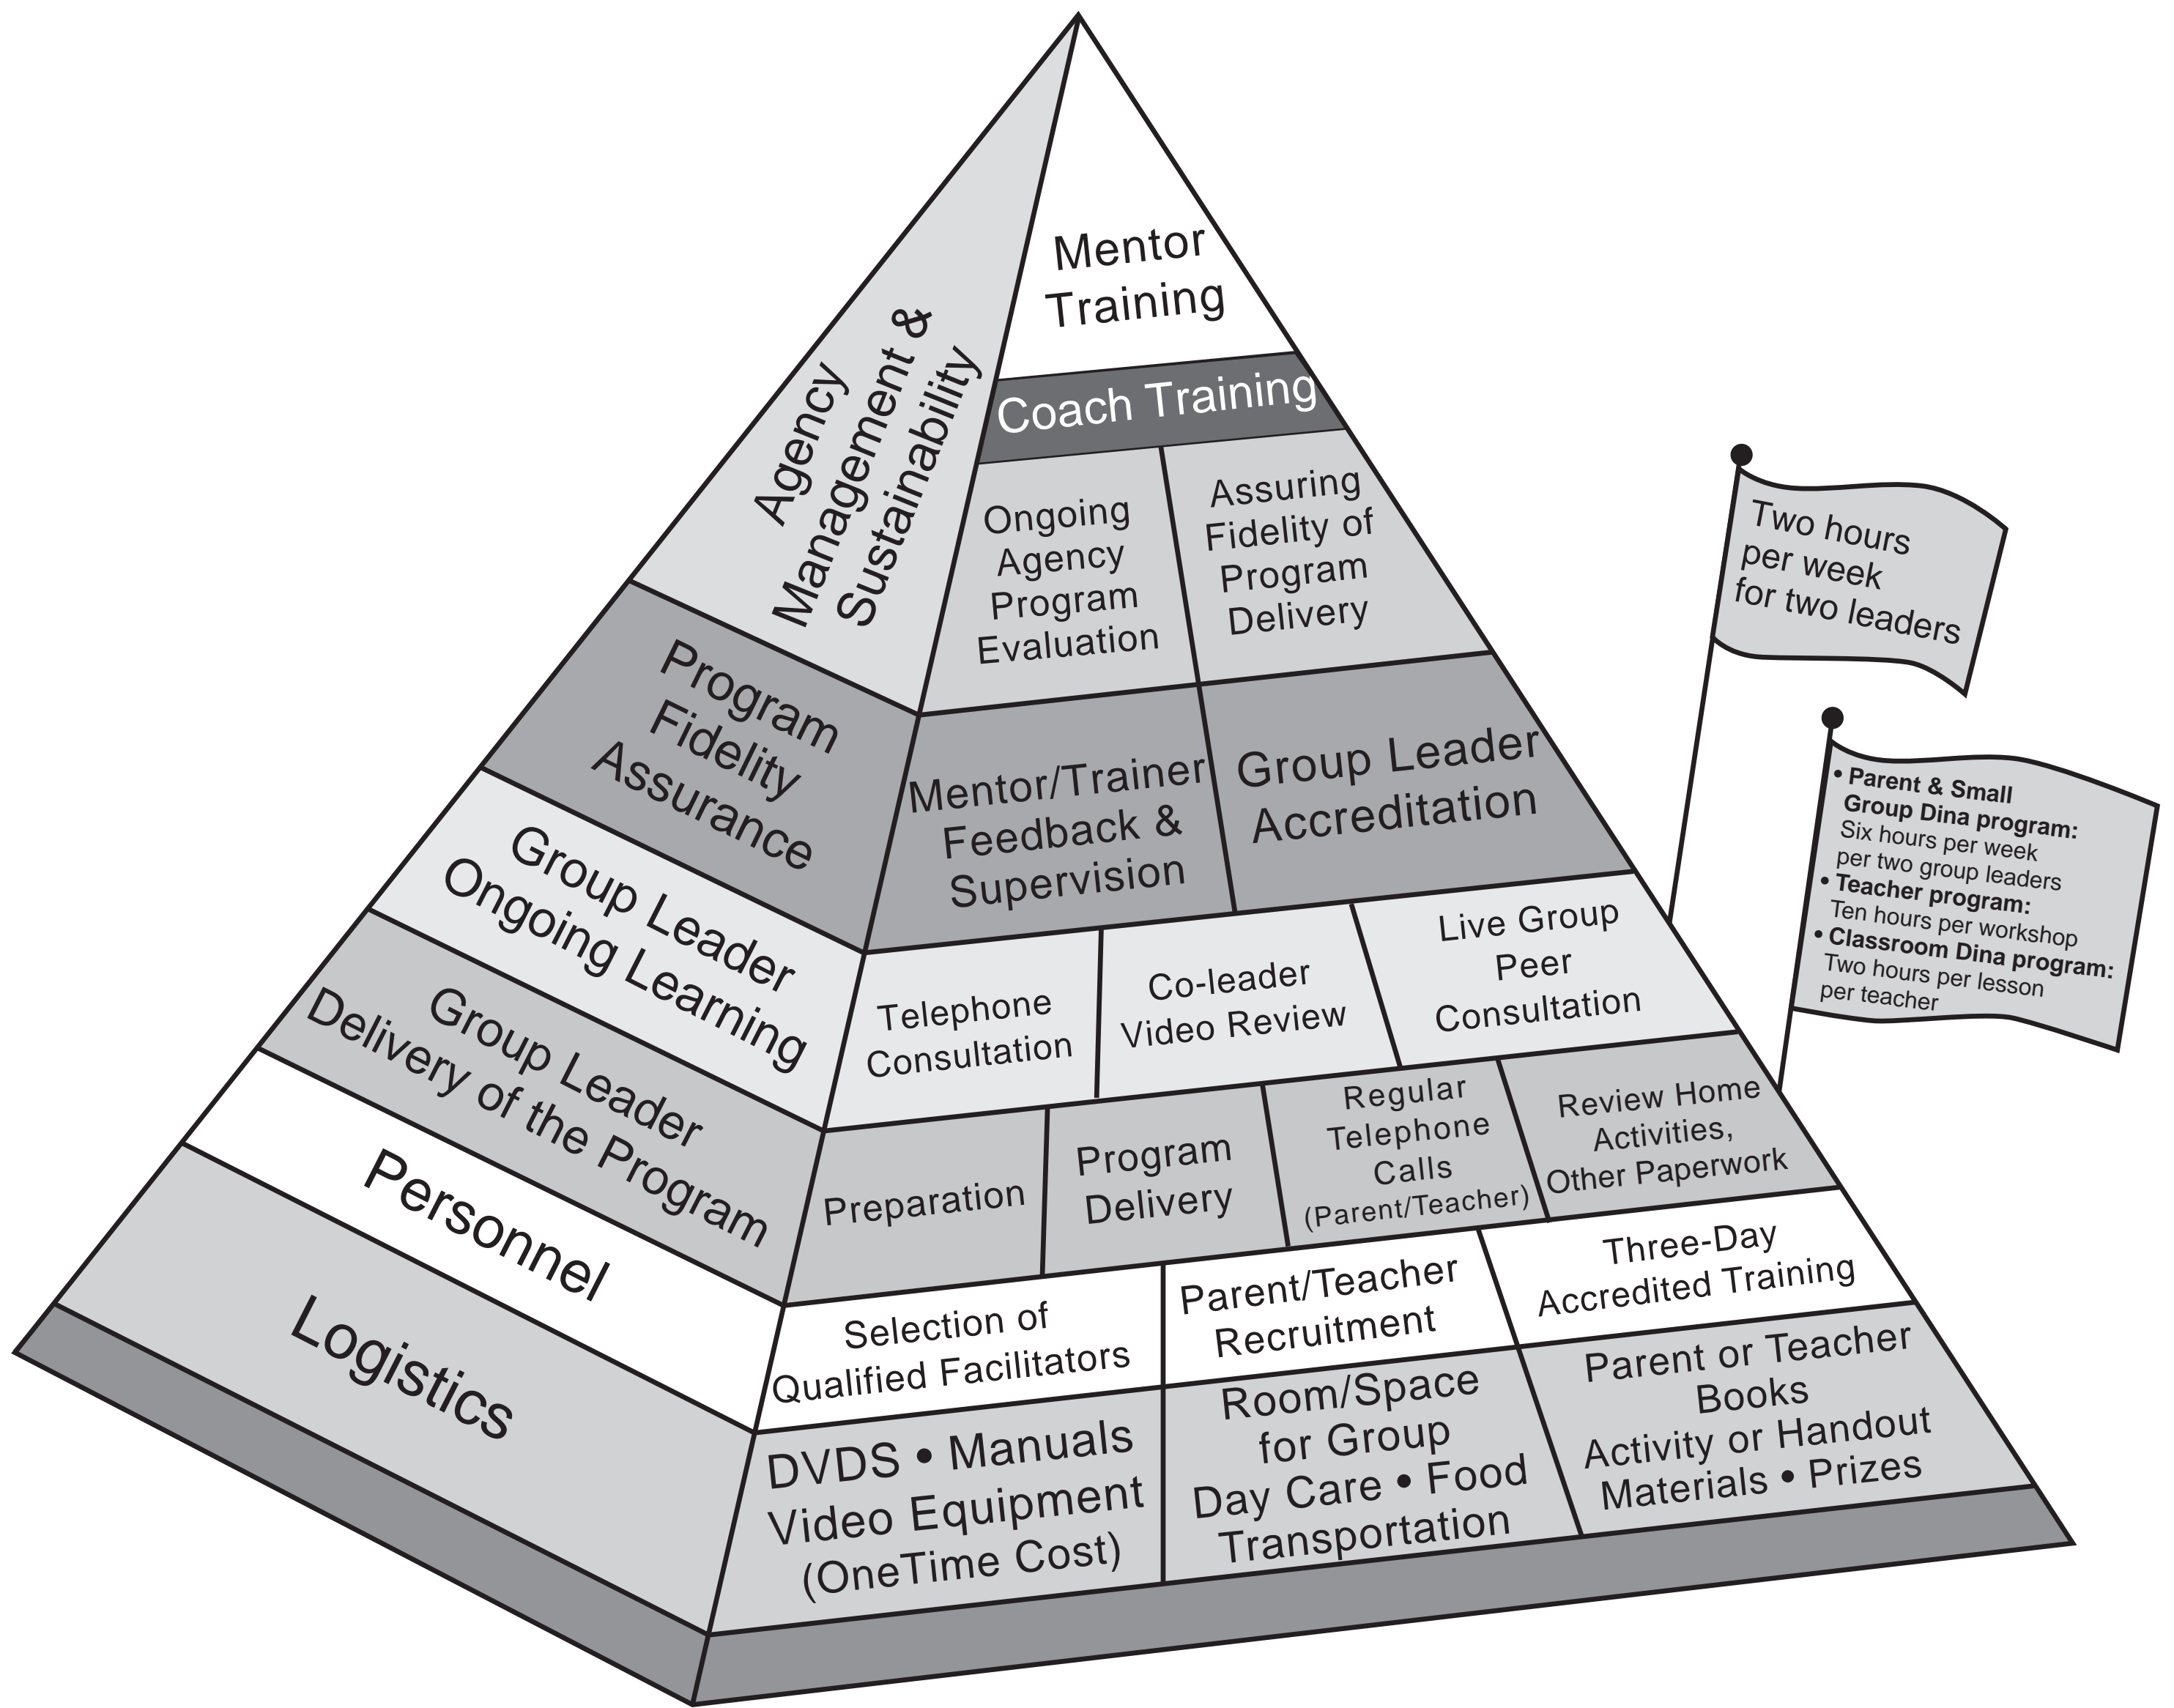 Mentor
Training
Coach Training
Agency
Management &
Sustainability
Ongoing
Agency
Program
Evaluation
Assuring
Fidelity of
Program
Delivery
Two hours
per week
for two leaders
Program
Fidelity
Assurance
Mentor/Trainer
Feedback &
Supervision
Group Leader
Accreditation
• Parent & Small
Group Dina program:
Six hours per week
per two group leaders
• Teacher program:
Ten hours per workshop
• Classroom Dina program:
Two hours per lesson
per teacher
Group Leader
Ongoing Learning
Telephone
Consultation
Co-leader
Video Review
Live Group
Peer
Consultation
Group Leader
Delivery of the Program
Preparation
Program
Delivery
Regular
Telephone
Calls
(Parent/Teacher)
Review Home
Activities,
Other Paperwork
Personnel
Selection of
Qualified Facilitators
Parent/Teacher
Recruitment
Three-Day
Accredited Training
Logistics
DVDS • Manuals
Video Equipment
(OneTime Cost)
Room/Space
for Group
Day Care • Food
Transportation
Parent or Teacher
Books
Activity or Handout
Materials • Prizes